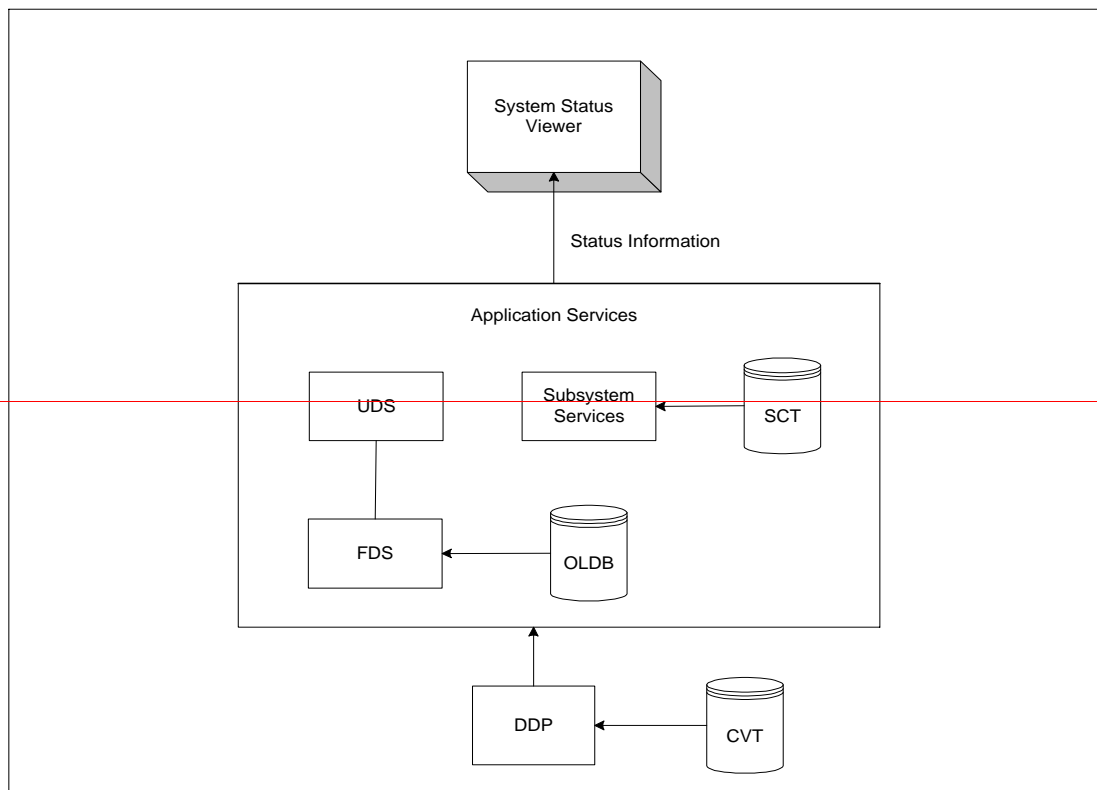 System Status
Viewer
Status Information
Application Services
UDS
Subsystem
Services
SCT
FDS
OLDB
DDP
CVT